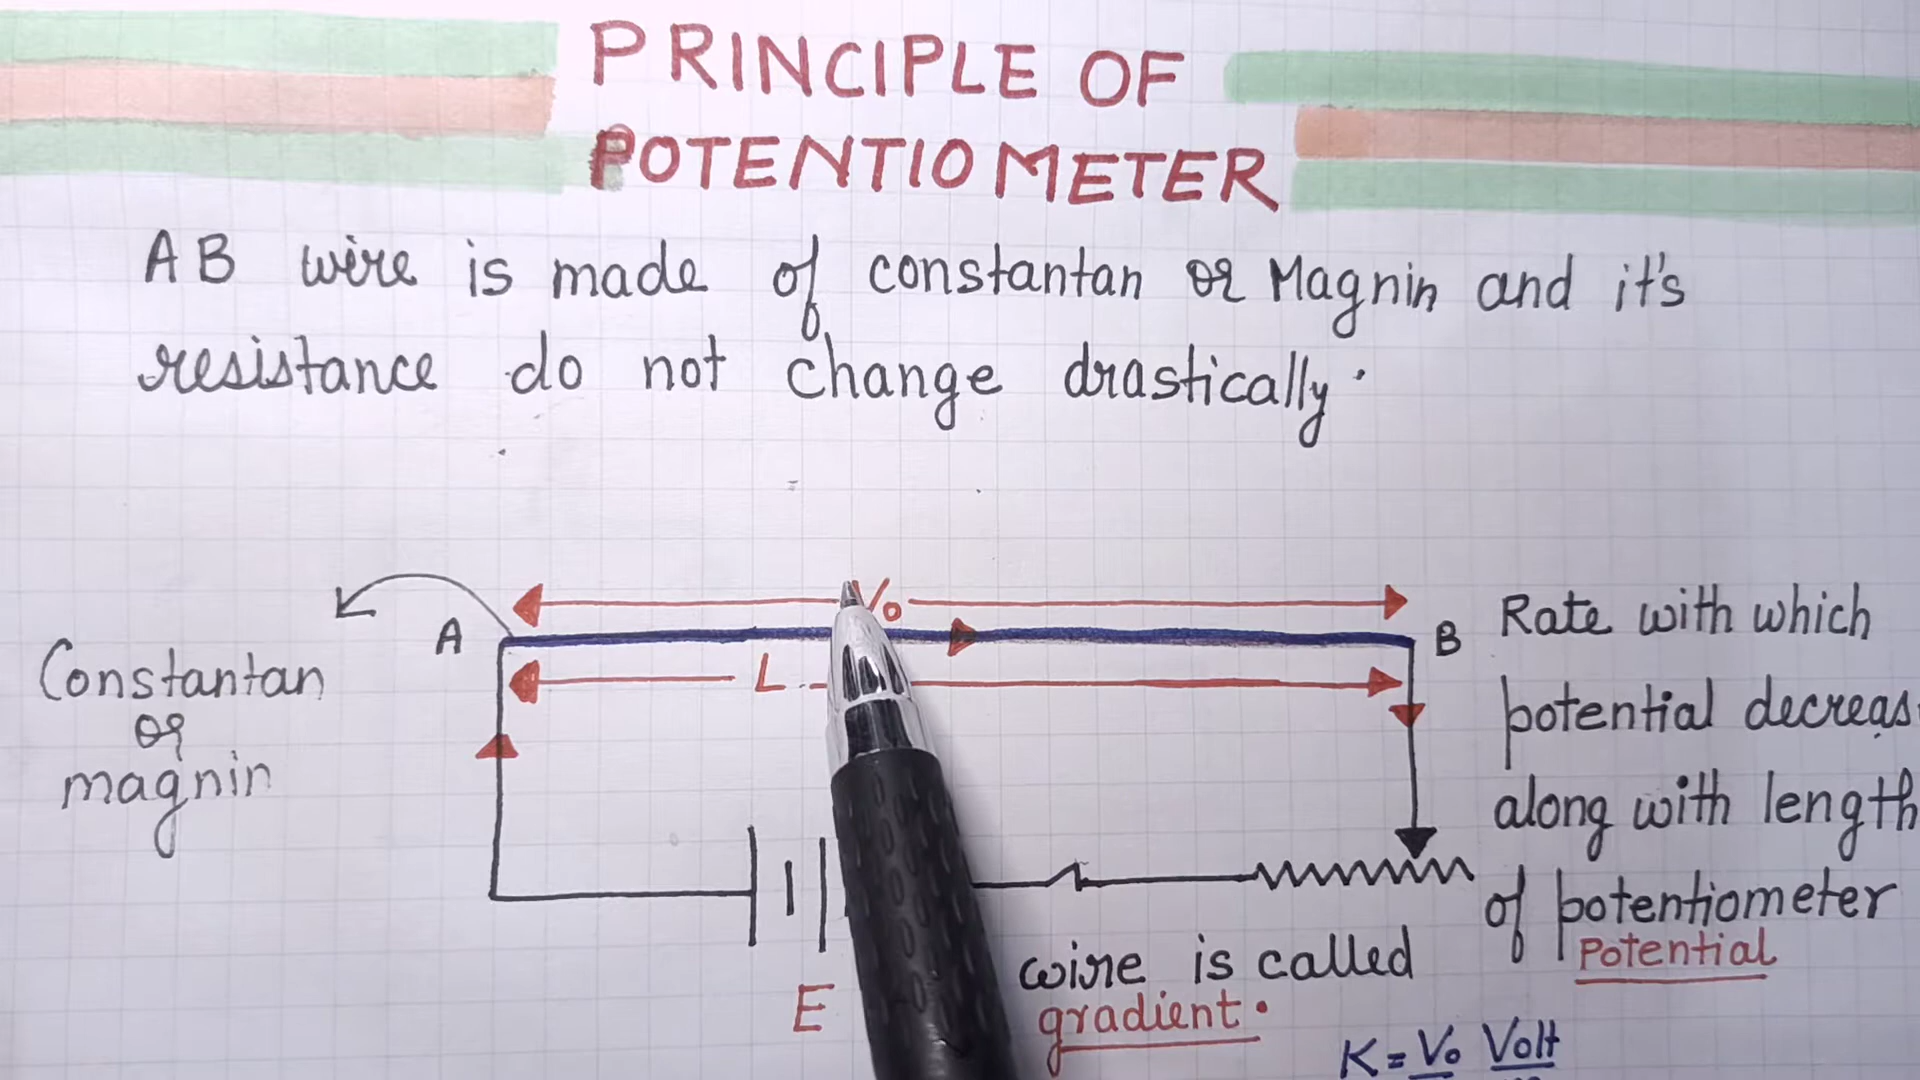 PRINCIPLE OF
POTENTIOMETER
AB wire is made of constantan or Magnin and it's
resistance do not change drastically.
V₀
A
B
L
Constantan
or
magnin
E
Rate with which
potential decreas
along with length
of potentiometer
wire is called
Potential
gradient.
K = V₀ Volt